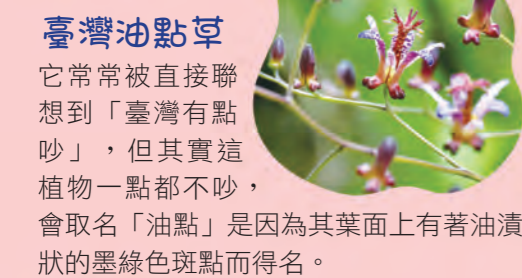 臺灣油點草
它常常被直接聯
想到「臺灣有點
吵」，但其實這
植物一點都不吵，
會取名「油點」是因為其葉面上有著油漬
狀的墨綠色斑點而得名。